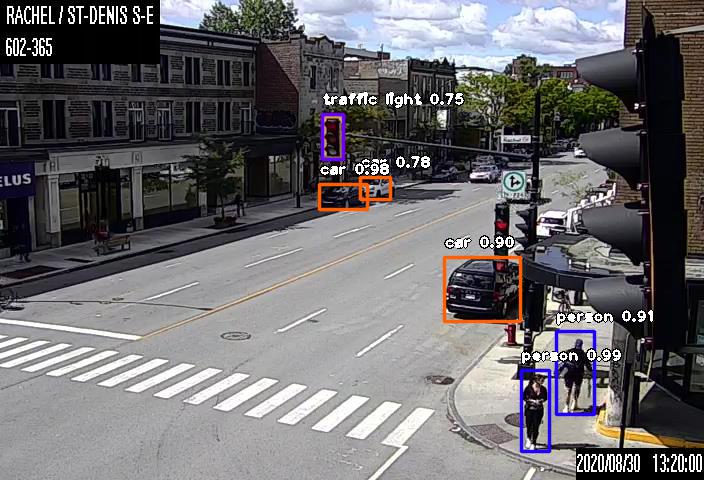 RACHEL / ST-DENIS S-E
602-365
traffic light 0.75
car 0.78
car 0.98
ELUS
car 0.90
person 0.91
person 0.99
2020/08/30 13:20:00